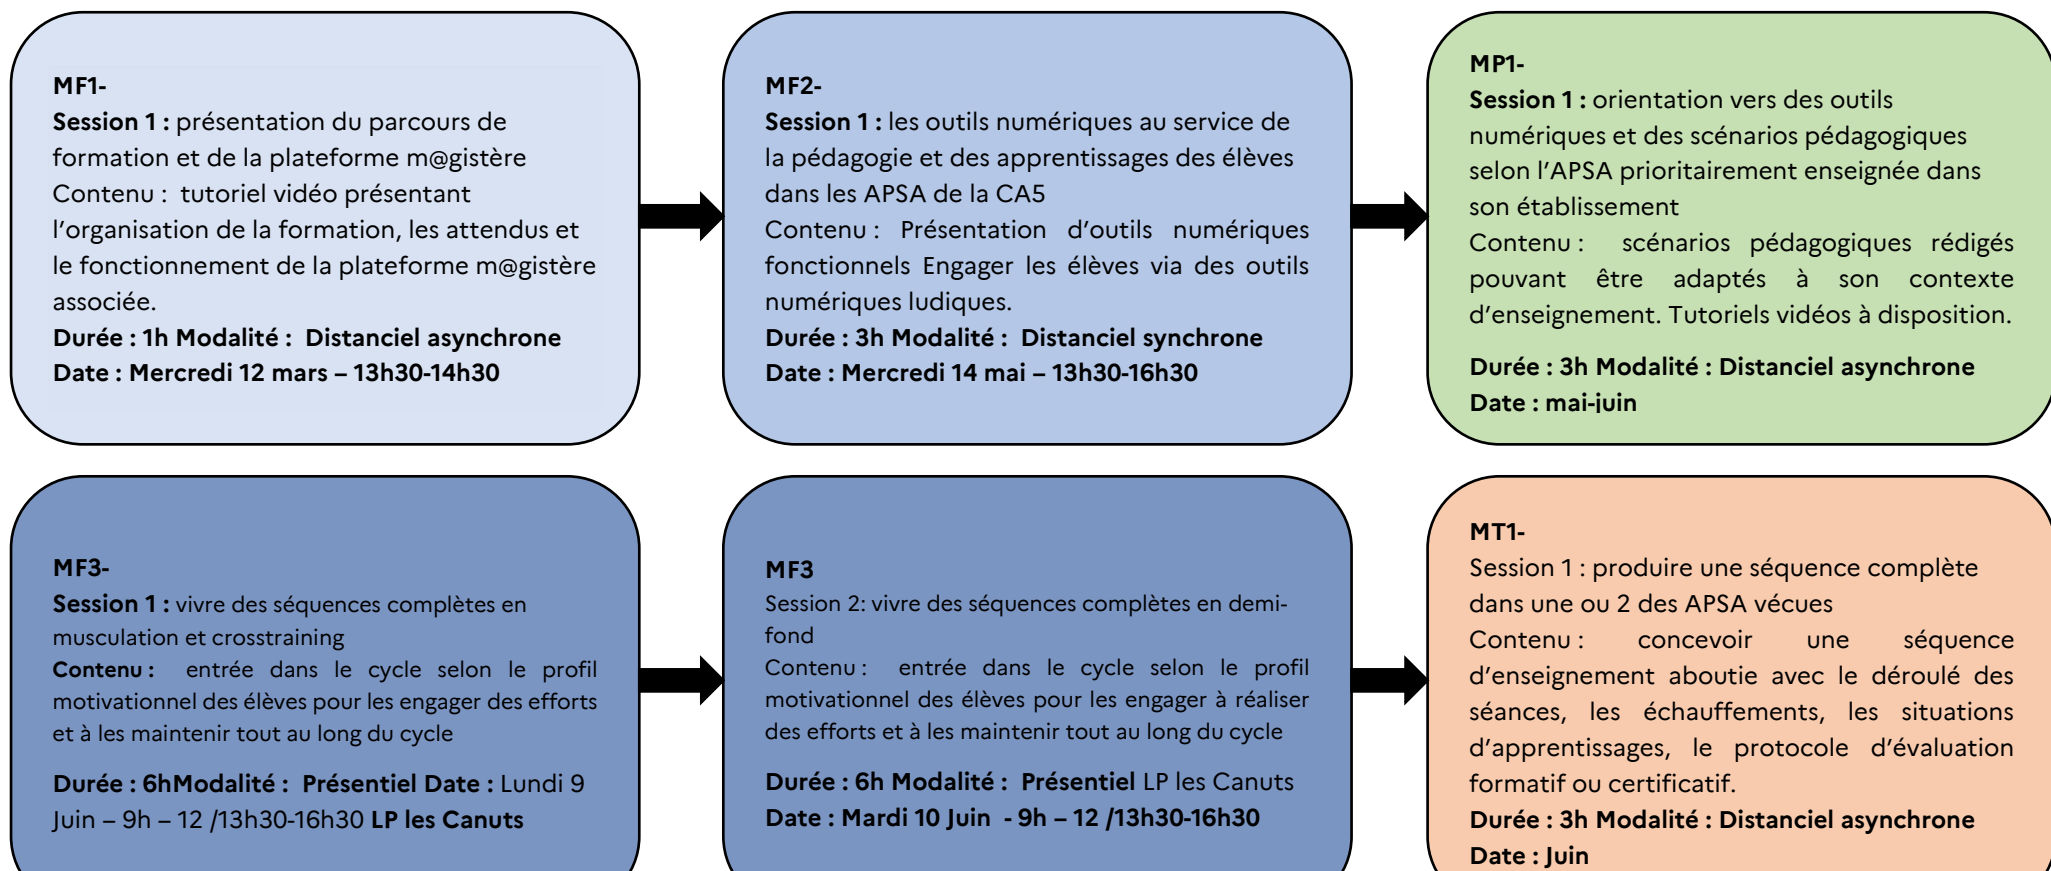 MF1-
Session 1 : présentation du parcours de
formation et de la plateforme m@gistère
Contenu : tutoriel vidéo présentant
l’organisation de la formation, les attendus et
le fonctionnement de la plateforme m@gistère
associée.
Durée : 1h Modalité : Distanciel asynchrone
Date : Mercredi 12 mars – 13h30-14h30
MF2-
Session 1 : les outils numériques au service de
la pédagogie et des apprentissages des élèves
dans les APSA de la CA5
Contenu : Présentation d’outils numériques
fonctionnels Engager les élèves via des outils
numériques ludiques.
Durée : 3h Modalité : Distanciel synchrone
Date : Mercredi 14 mai – 13h30-16h30
MP1-
Session 1 : orientation vers des outils
numériques et des scénarios pédagogiques
selon l’APSA prioritairement enseignée dans
son établissement
Contenu : scénarios pédagogiques rédigés
pouvant être adaptés à son contexte
d’enseignement. Tutoriels vidéos à disposition.
Durée : 3h Modalité : Distanciel asynchrone
Date : mai-juin
MF3-
Session 1 : vivre des séquences complètes en
musculation et crosstraining
Contenu : entrée dans le cycle selon le profil
motivationnel des élèves pour les engager des efforts
et à les maintenir tout au long du cycle
Durée : 6hModalité : Présentiel Date : Lundi 9
Juin – 9h – 12 /13h30-16h30 LP les Canuts
MF3
Session 2: vivre des séquences complètes en demi-
fond
Contenu : entrée dans le cycle selon le profil
motivationnel des élèves pour les engager à réaliser
des efforts et à les maintenir tout au long du cycle
Durée : 6h Modalité : Présentiel LP les Canuts
Date : Mardi 10 Juin - 9h – 12 /13h30-16h30
MT1-
Session 1 : produire une séquence complète
dans une ou 2 des APSA vécues
Contenu : concevoir une séquence
d’enseignement aboutie avec le déroulé des
séances, les échauffements, les situations
d’apprentissages, le protocole d’évaluation
formatif ou certificatif.
Durée : 3h Modalité : Distanciel asynchrone
Date : Juin